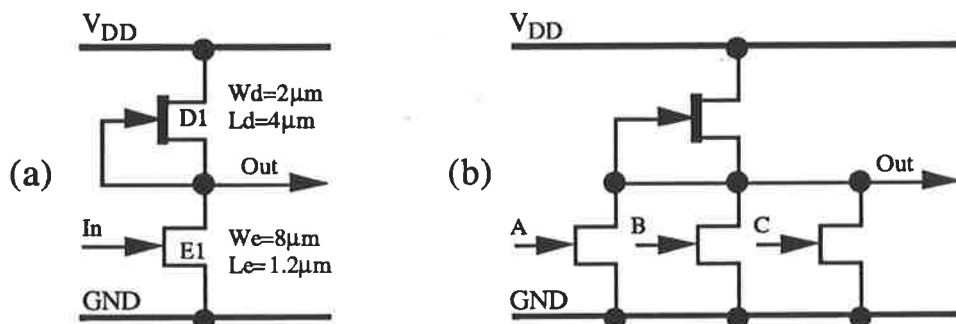 VDD
Wd=2μm
D1 Ld=4μm
(a)
Out
In
We=8μm
E1 Le=1.2μm
GND
VDD
(b)
Out
A
B
C
GND